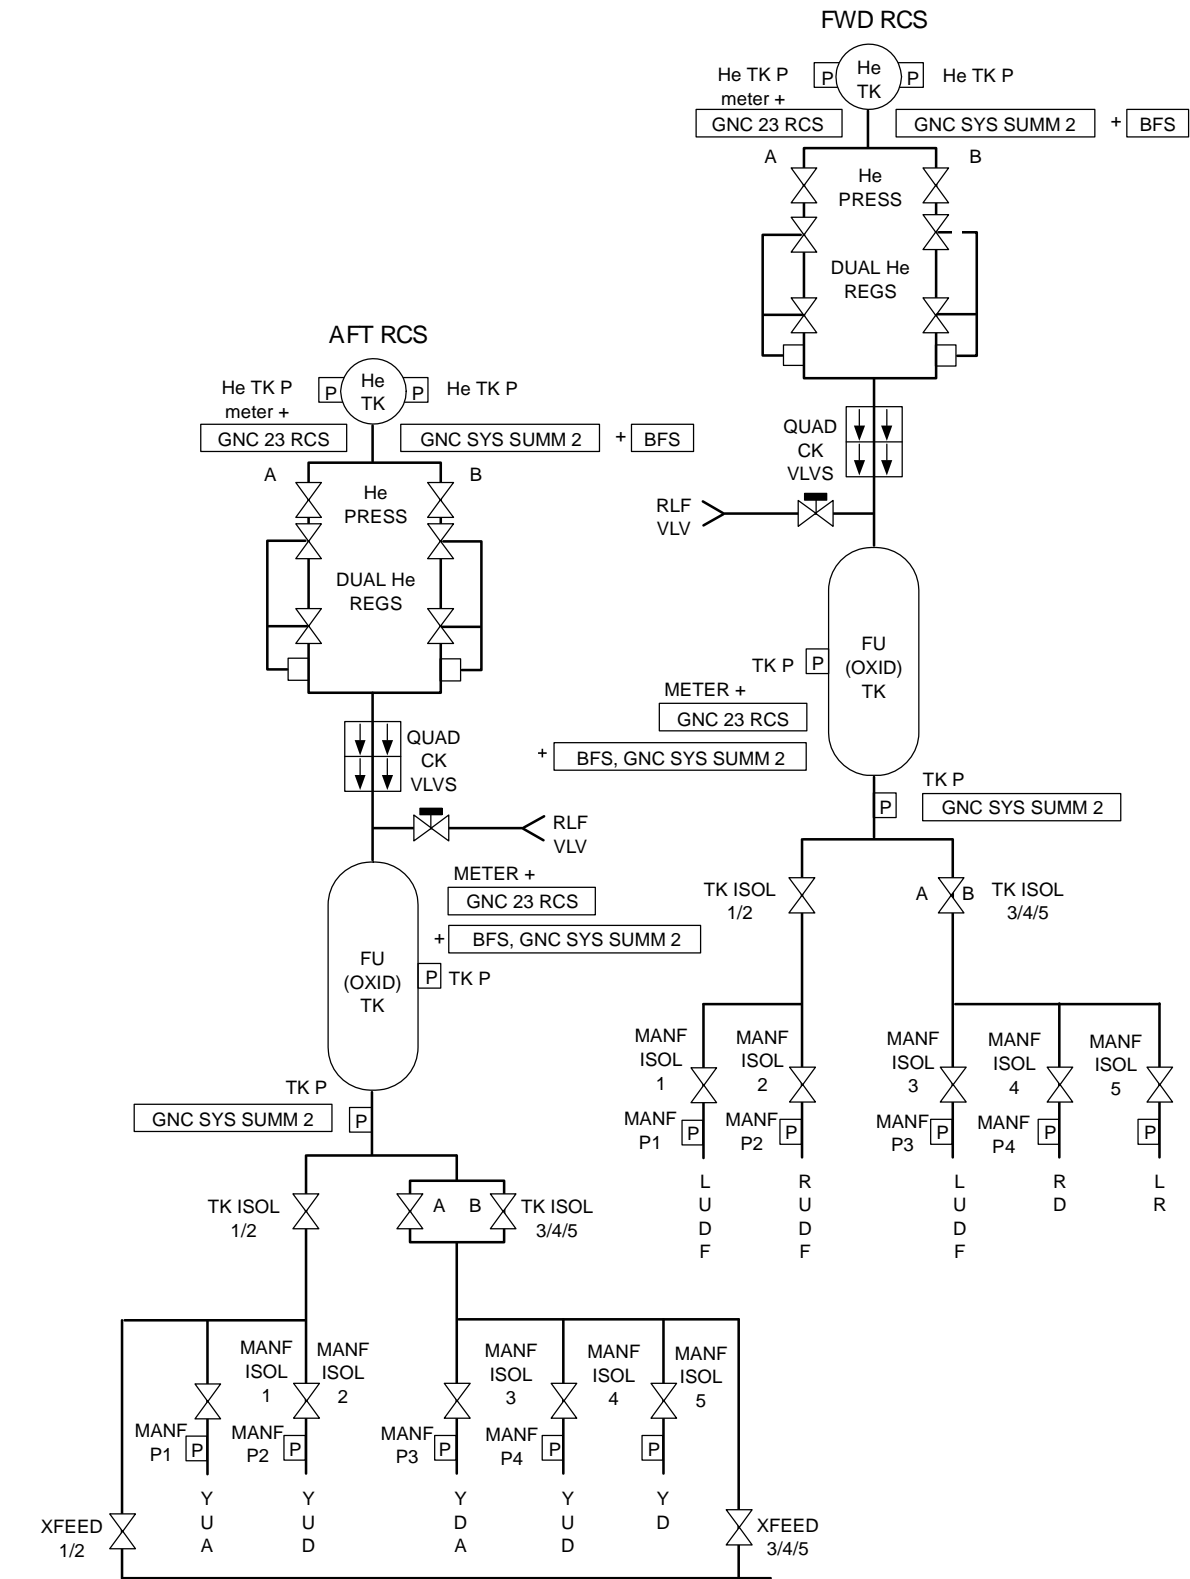 FWD RCS
He TK P
meter +
GNC 23 RCS
P
He
TK
P
He TK P
GNC SYS SUMM 2
+
BFS
A
He
PRESS
B
DUAL He
REGS
QUAD
CK
VLVS
RLF
VLV
FU
(OXID)
TK
TK P
P
METER +
GNC 23 RCS
+
BFS, GNC SYS SUMM 2
TK P
P
GNC SYS SUMM 2
TK ISOL
1/2
A
B
TK ISOL
3/4/5
MANF
ISOL
1
MANF
ISOL
2
MANF
ISOL
3
MANF
ISOL
4
MANF
ISOL
5
MANF
P1
P
MANF
P2
P
MANF
P3
P
MANF
P4
P
P
L
U
D
F
R
U
D
F
L
U
D
F
R
D
L
R
AFT RCS
He TK P
meter +
GNC 23 RCS
P
He
TK
P
He TK P
GNC SYS SUMM 2
+
BFS
A
He
PRESS
B
DUAL He
REGS
QUAD
CK
VLVS
RLF
VLV
METER +
GNC 23 RCS
+
BFS, GNC SYS SUMM 2
FU
(OXID)
TK
P
TK P
TK P
GNC SYS SUMM 2
P
TK ISOL
1/2
A
B
TK ISOL
3/4/5
MANF
ISOL
1
MANF
ISOL
2
MANF
ISOL
3
MANF
ISOL
4
MANF
ISOL
5
MANF
P1
P
MANF
P2
P
MANF
P3
P
MANF
P4
P
P
Y
U
A
Y
U
D
Y
D
A
Y
U
D
Y
D
XFEED
1/2
XFEED
3/4/5